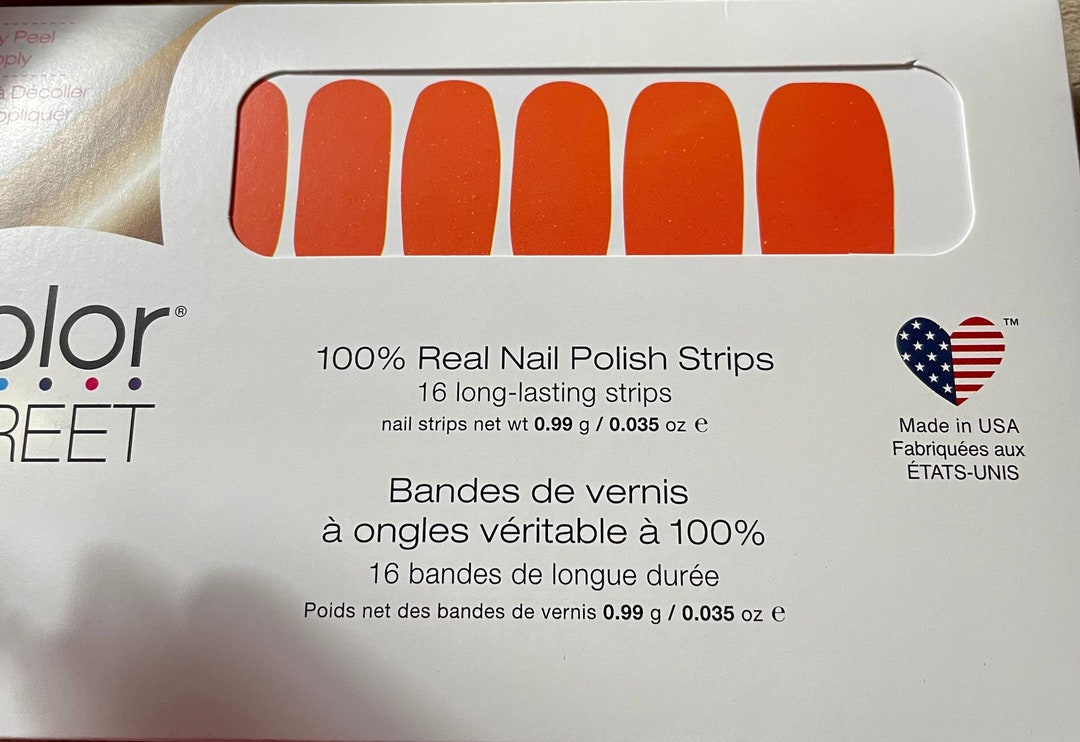 y Peel
pply
à Décoller
ppliquer
olor®
REET
100% Real Nail Polish Strips
16 long-lasting strips
nail strips net wt 0.99 g / 0.035 oz ℮
Bandes de vernis
à ongles véritable à 100%
16 bandes de longue durée
Poids net des bandes de vernis 0.99 g / 0.035 oz ℮
TM
Made in USA
Fabriquées aux
ÉTATS-UNIS